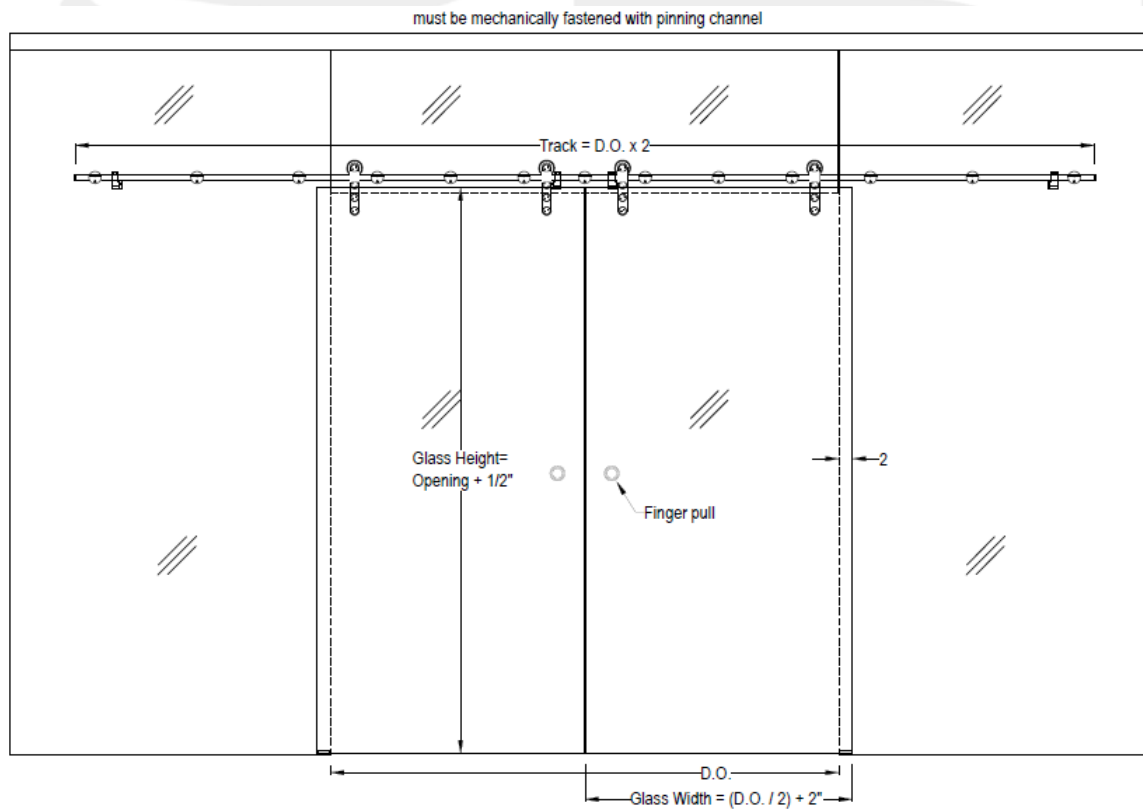 must be mechanically fastened with pinning channel
Track = D.O. x 2
Glass Height=
Opening + 1/2"
2
Finger pull
D.O.
Glass Width = (D.O. / 2) + 2"